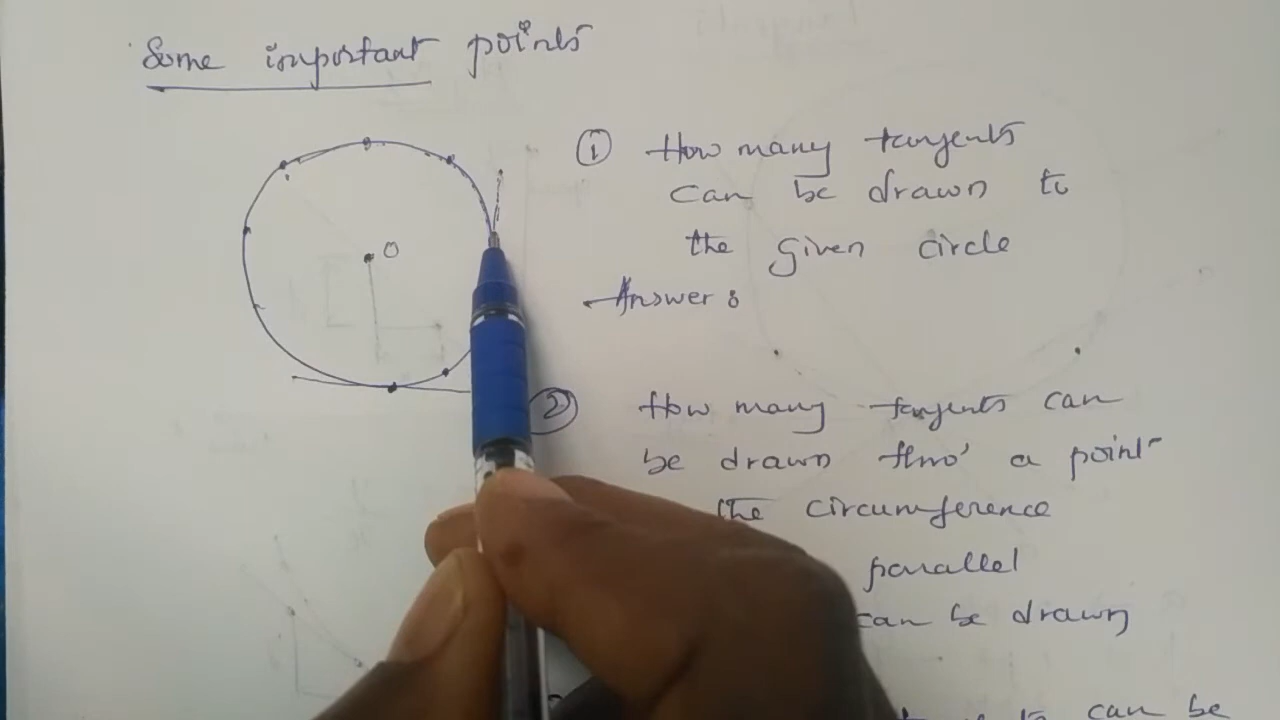 Some important points
① How many tangents
can be drawn to
the given circle
Answer :
O
② How many tangents can
be drawn thro' a point
the circumference
parallel
can be drawn
can be